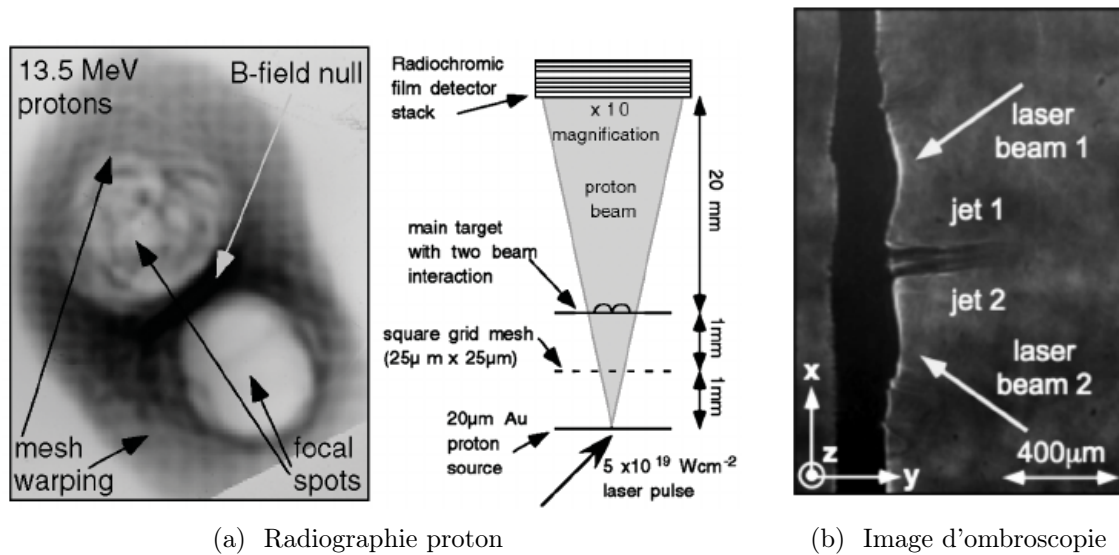 13.5 MeV
protons
B-field null
mesh
warping
focal
spots
Radiochromic
film detector
stack
x 10
magnification
proton
beam
20 mm
main target
with two beam
interaction
square grid mesh
(25μ m x 25μm)
1mm
1mm
20μm Au
proton
source
5 x10 19 Wcm-2
laser pulse
laser
beam 1
jet 1
jet 2
laser
beam 2
x
z
y
400μm
(a) Radiographie proton
(b) Image d'ombroscopie